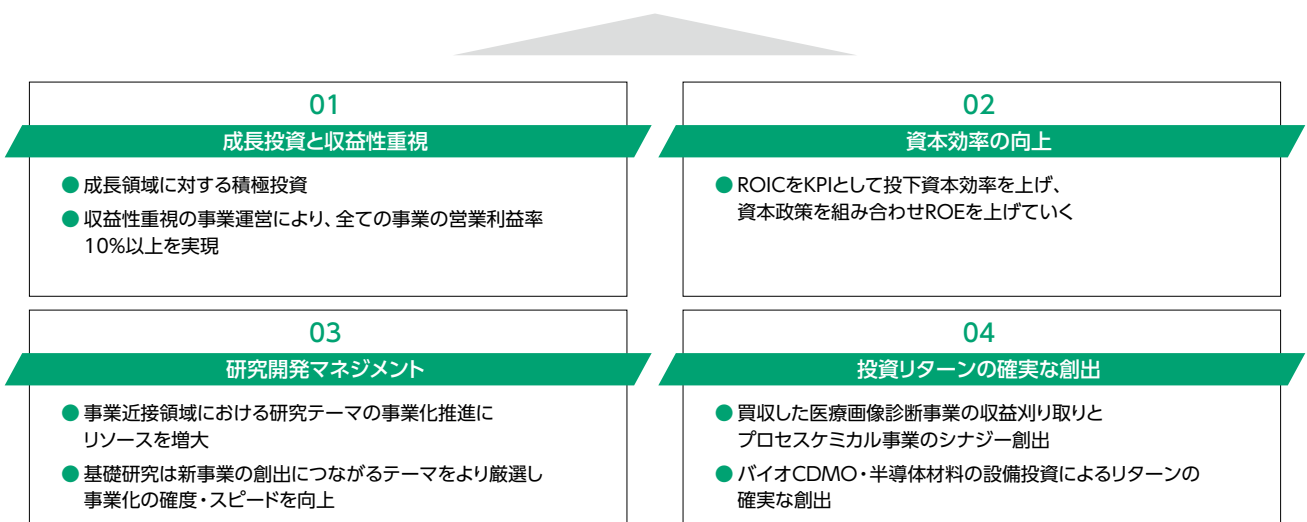 01
成長投資と収益性重視
● 成長領域に対する積極投資
● 収益性重視の事業運営により、全ての事業の営業利益率
10%以上を実現
02
資本効率の向上
● ROICをKPIとして投下資本効率を上げ、
資本政策を組み合わせROEを上げていく
03
研究開発マネジメント
● 事業近接領域における研究テーマの事業化推進に
リソースを増大
● 基礎研究は新事業の創出につながるテーマをより厳選し
事業化の確度・スピードを向上
04
投資リターンの確実な創出
● 買収した医療画像診断事業の収益刈り取りと
プロセスケミカル事業のシナジー創出
● バイオCDMO・半導体材料の設備投資によるリターンの
確実な創出